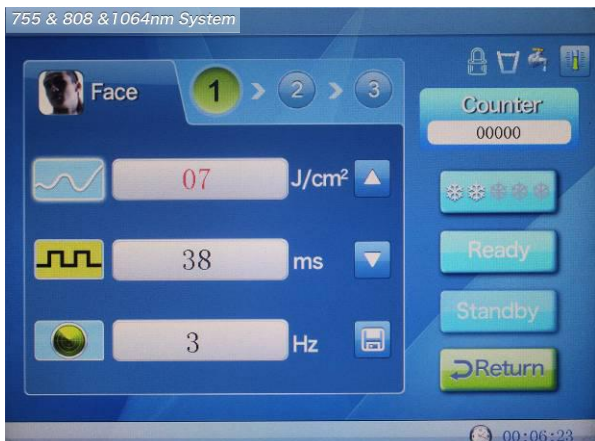 755 & 808 &1064nm System
Face
1 > 2 > 3
Counter
00000
07 J/cm²
38 ms
Ready
Standby
3 Hz
Return
00:06:23